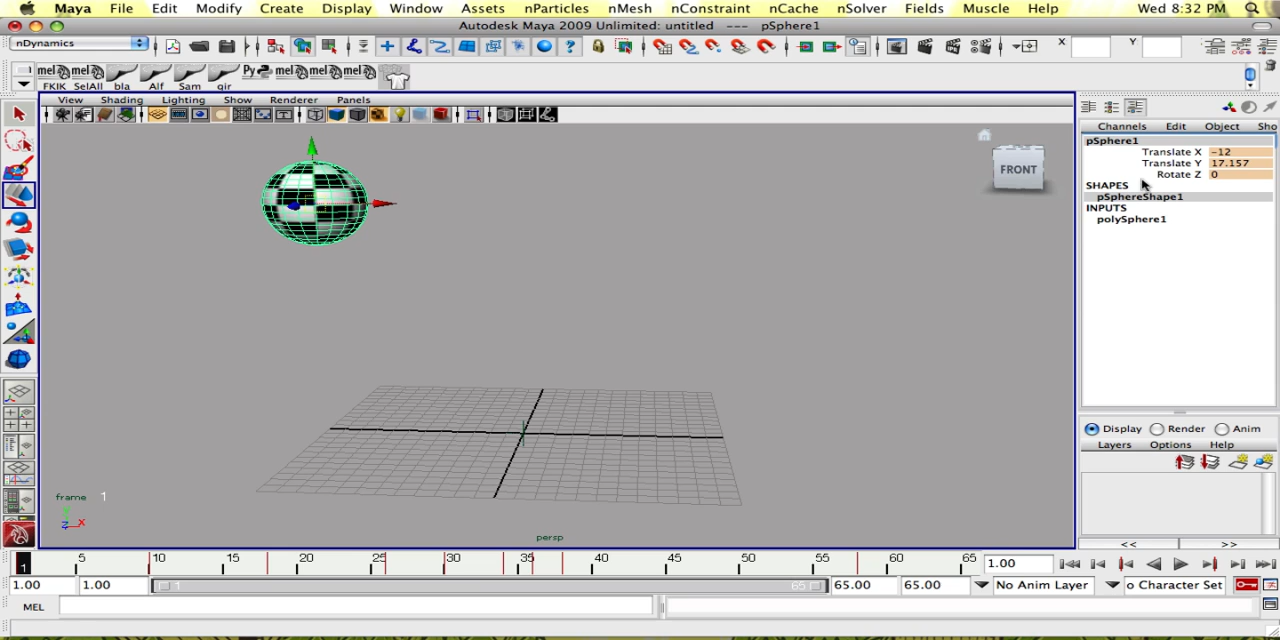 Maya File Edit Modify Create Display Window Assets nParticles nMesh nConstraint nCache nSolver Fields Muscle Help Wed 8:32 PM
Autodesk Maya 2009 Unlimited: untitled --- pSphere1
nDynamics X Y
mel mel Py mel mel mel
FKIK SelAll bla Alf Sam gir
View Shading Lighting Show Renderer Panels
Channels Edit Object Sho
pSphere1
Translate X -12
Translate Y 17.157
Rotate Z 0
SHAPES
pSphereShape1
INPUTS
polySphere1
FRONT
Display Render Anim
Layers Options Help
frame 1
Z X
persp
<< >>
1 5 10 15 20 25 30 35 40 45 50 55 60 65 1.00
1.00 1.00 1 65 65.00 65.00 No Anim Layer o Character Set
MEL